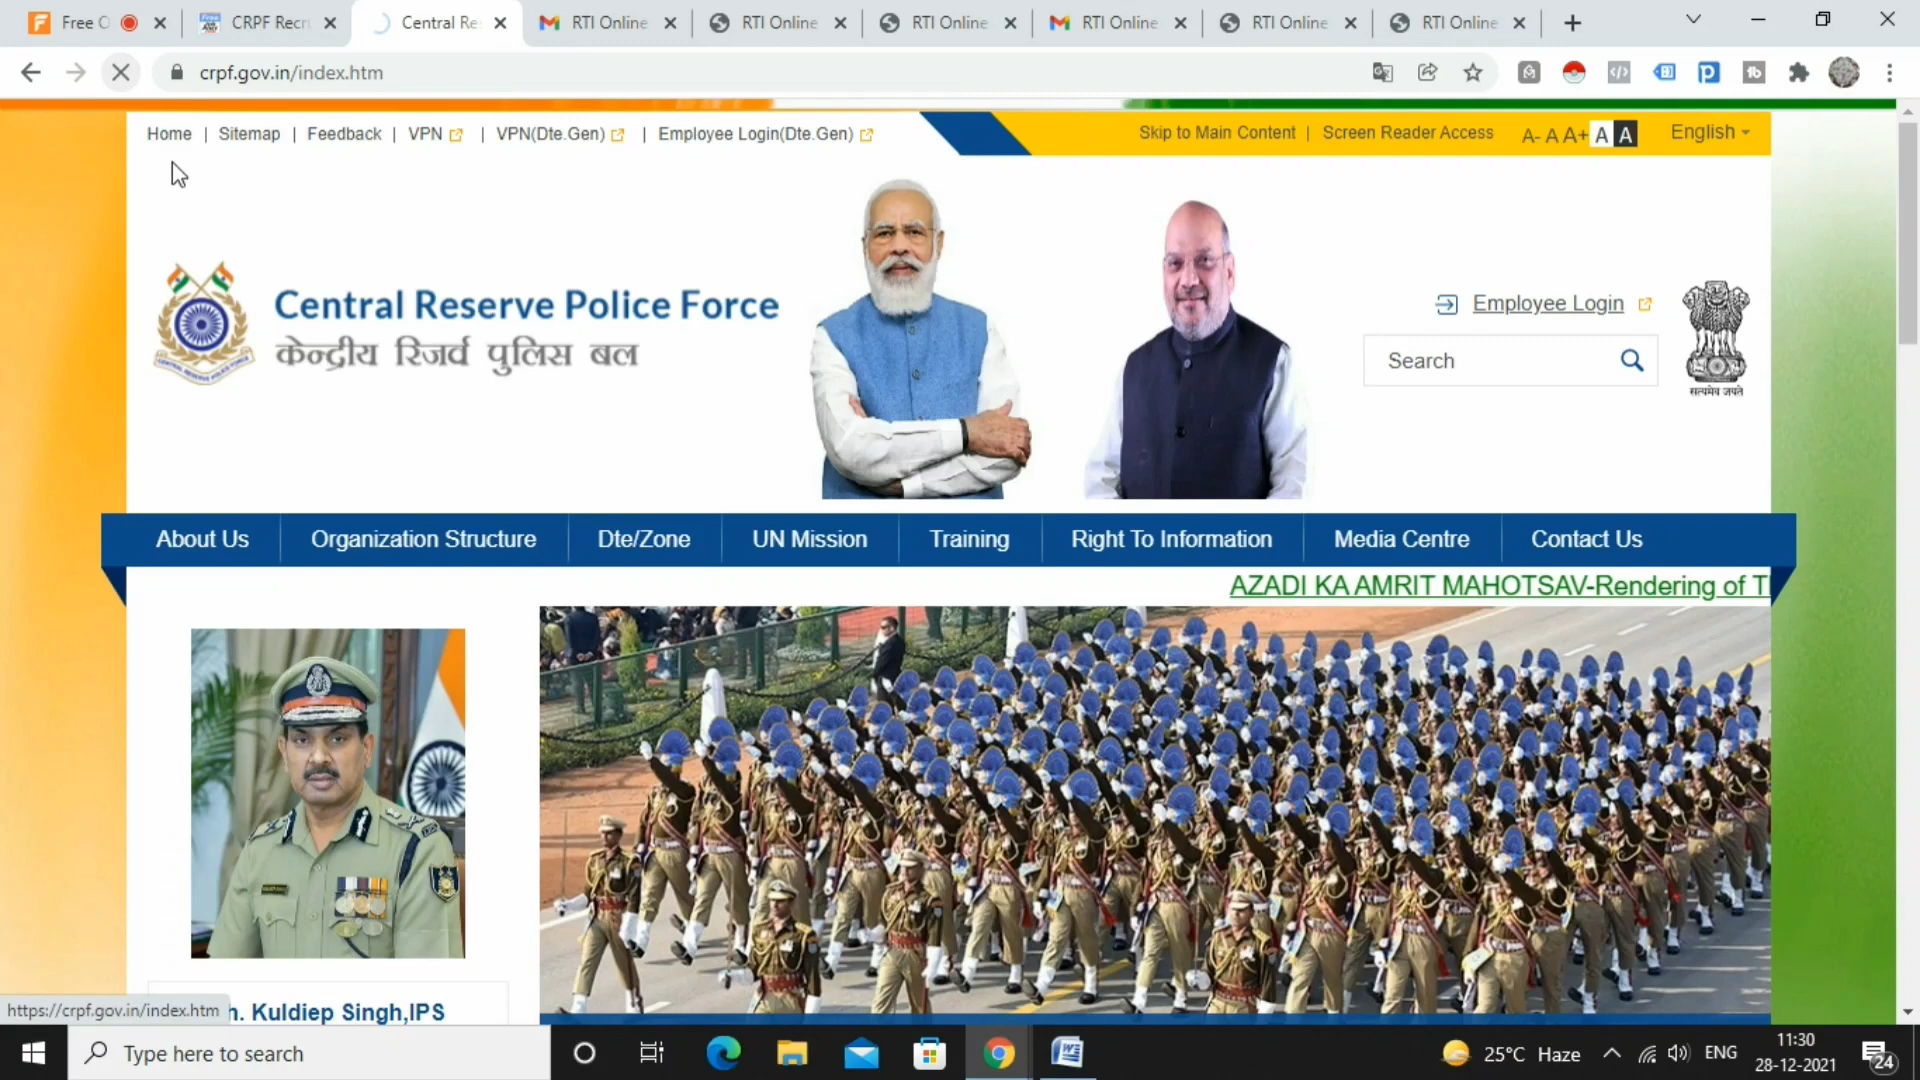 Free O
CRPF Recru
Central Re
RTI Online
RTI Online
RTI Online
RTI Online
RTI Online
RTI Online
crpf.gov.in/index.htm
Home | Sitemap | Feedback | VPN | VPN(Dte.Gen) | Employee Login(Dte.Gen)
Skip to Main Content | Screen Reader Access A- A A+ A A English
Central Reserve Police Force
केन्द्रीय रिजर्व पुलिस बल
Employee Login
Search
सत्यमेव जयते
About Us Organization Structure Dte/Zone UN Mission Training Right To Information Media Centre Contact Us
AZADI KA AMRIT MAHOTSAV-Rendering of T
h. Kuldiep Singh,IPS
https://crpf.gov.in/index.htm
Type here to search
25°C Haze
ENG
11:30
28-12-2021
24